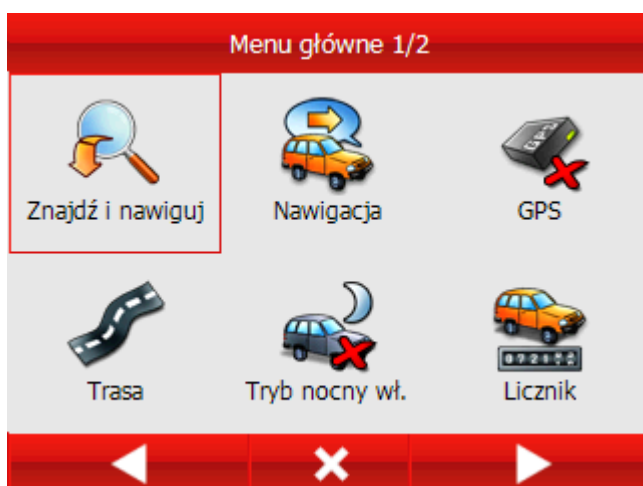 Menu główne 1/2
Znajdź i nawiguj
Nawigacja
GPS
Trasa
Tryb nocny wł.
Licznik